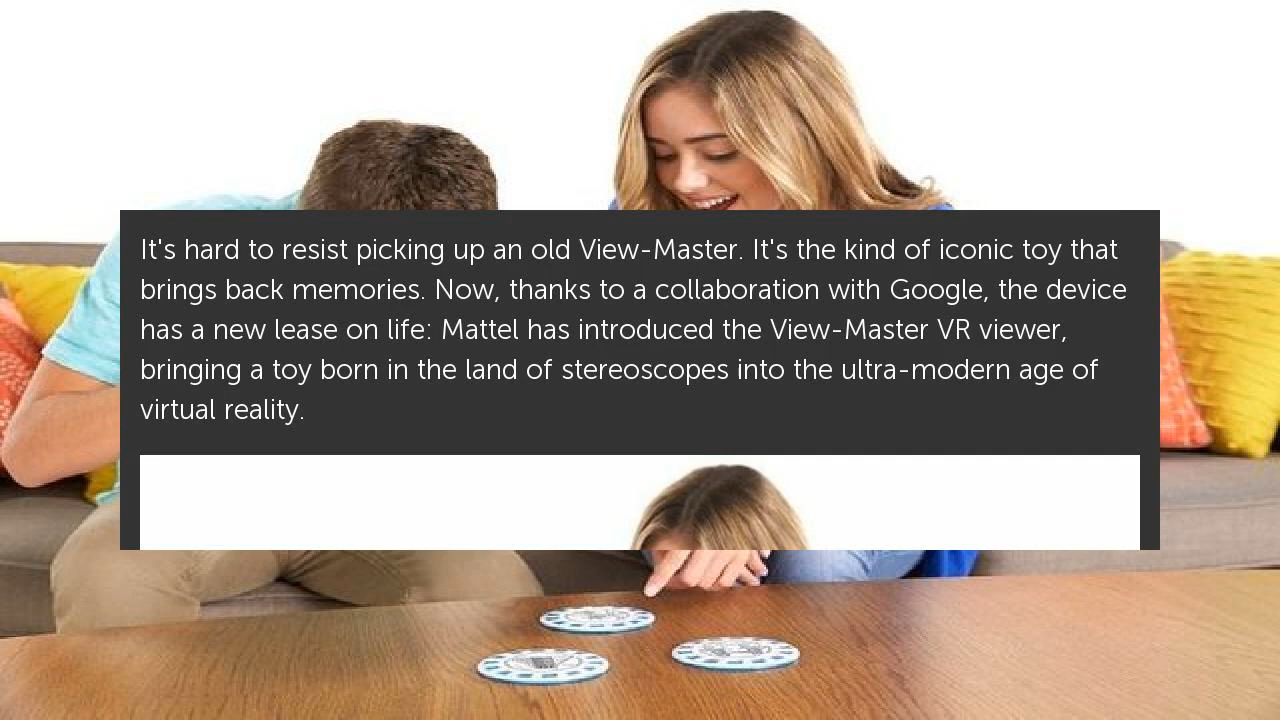 It's hard to resist picking up an old View-Master. It's the kind of iconic toy that
brings back memories. Now, thanks to a collaboration with Google, the device
has a new lease on life: Mattel has introduced the View-Master VR viewer,
bringing a toy born in the land of stereoscopes into the ultra-modern age of
virtual reality.